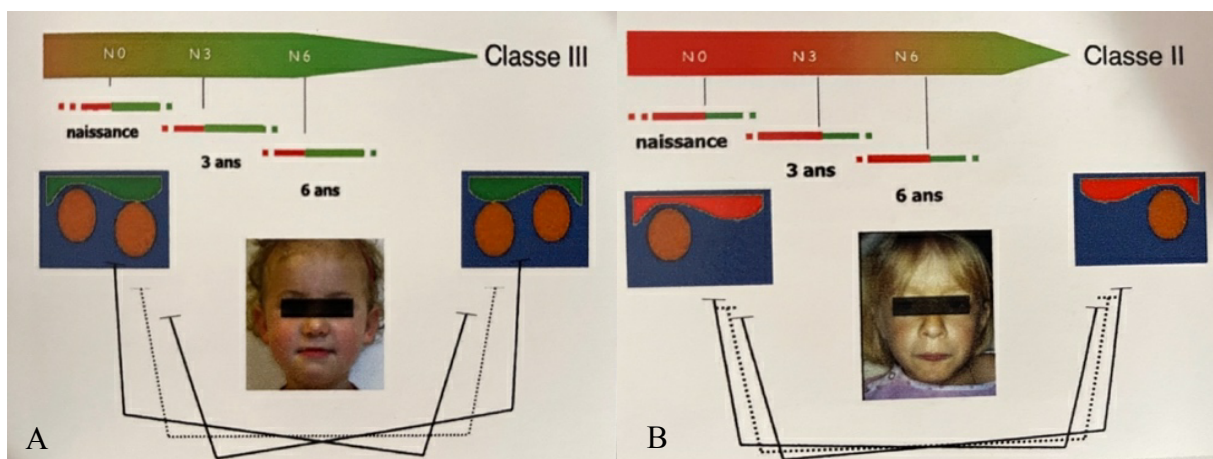 N0 N3 N6 Classe III
naissance
3 ans
6 ans
A
N0 N3 N6 Classe II
naissance
3 ans
6 ans
B